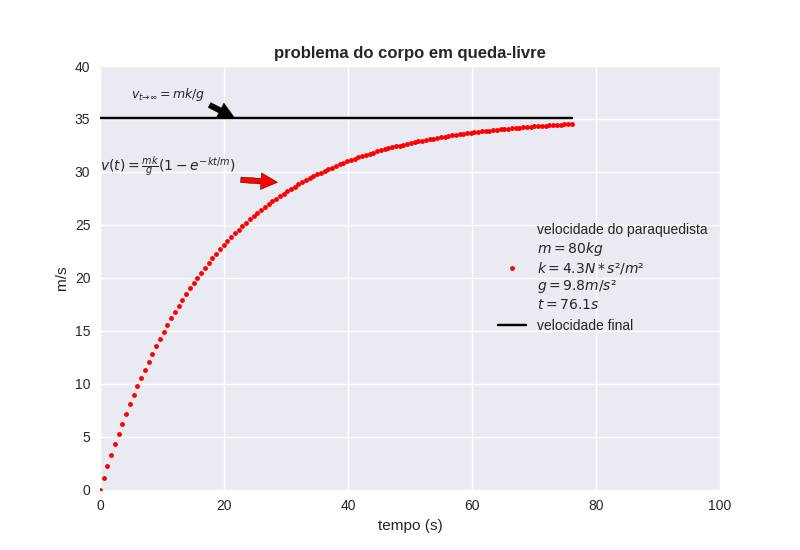 problema do corpo em queda-livre
40
35
30
25
20
15
10
5
0
m/s
v_{t→∞} = mk/g
v(t) = \frac{mk}{g}(1 − e^{−kt/m})
velocidade do paraquedista
m = 80kg
k = 4.3N * s²/m²
g = 9.8m/s²
t = 76.1s
velocidade final
0 20 40 60 80 100
tempo (s)